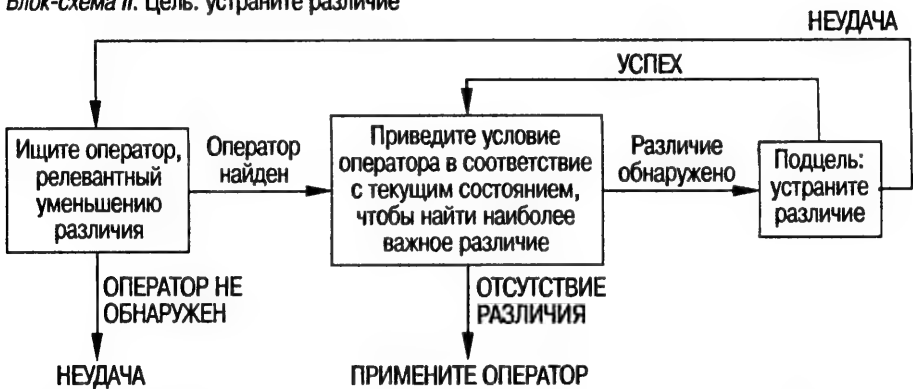 Блок-схема II. Цель: устраните различие
НЕУДАЧА
УСПЕХ
Ищите оператор,
релевантный
уменьшению
различия
Оператор
найден
Приведите условие
оператора в соответствие
с текущим состоянием,
чтобы найти наиболее
важное различие
Различие
обнаружено
Подцель:
устраните
различие
ОПЕРАТОР НЕ
ОБНАРУЖЕН
ОТСУТСТВИЕ
РАЗЛИЧИЯ
НЕУДАЧА
ПРИМЕНИТЕ ОПЕРАТОР